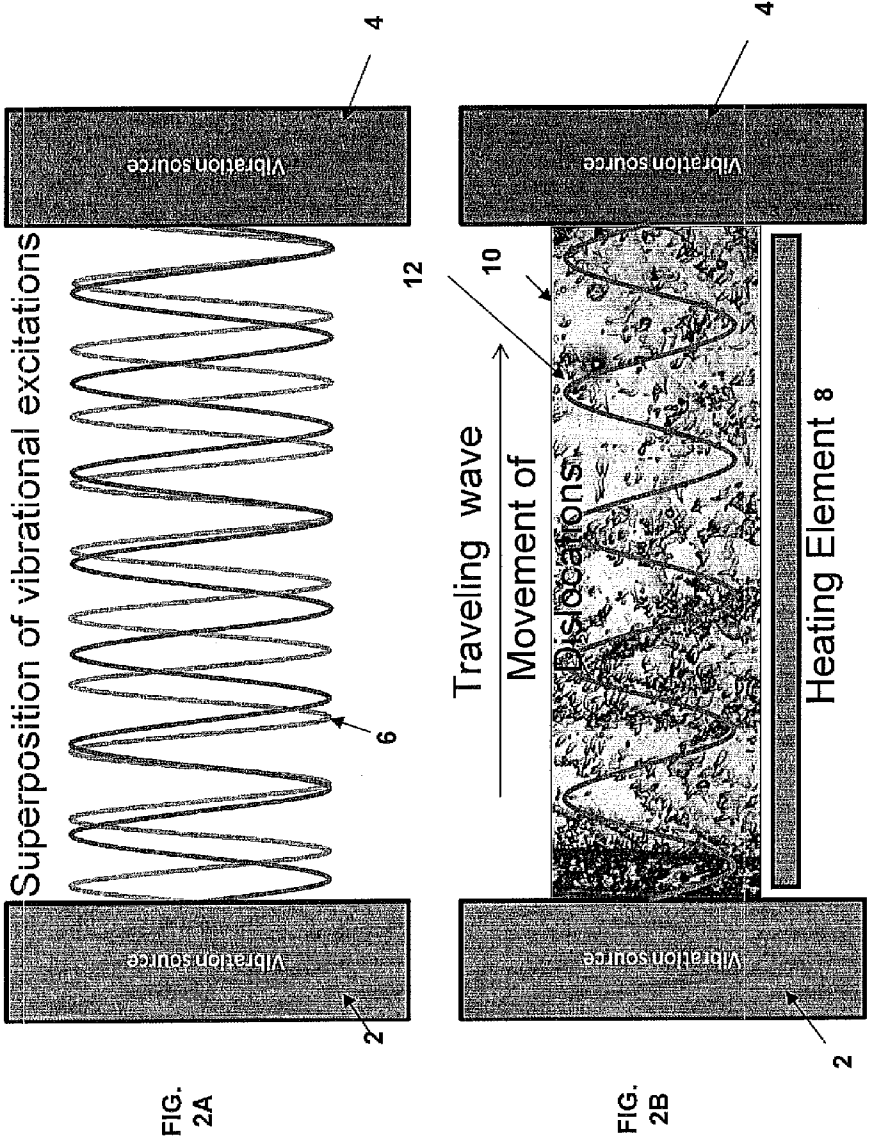 Superposition of vibrational excitations
Vibration source
Vibration source
2
4
6
FIG.
2A
Traveling wave
Movement of
Dislocations
12
10
Vibration source
Vibration source
2
4
Heating Element 8
FIG.
2B